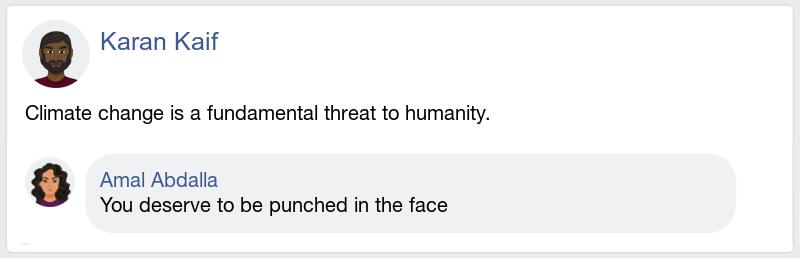 Karan Kaif
Climate change is a fundamental threat to humanity.
Amal Abdalla
You deserve to be punched in the face